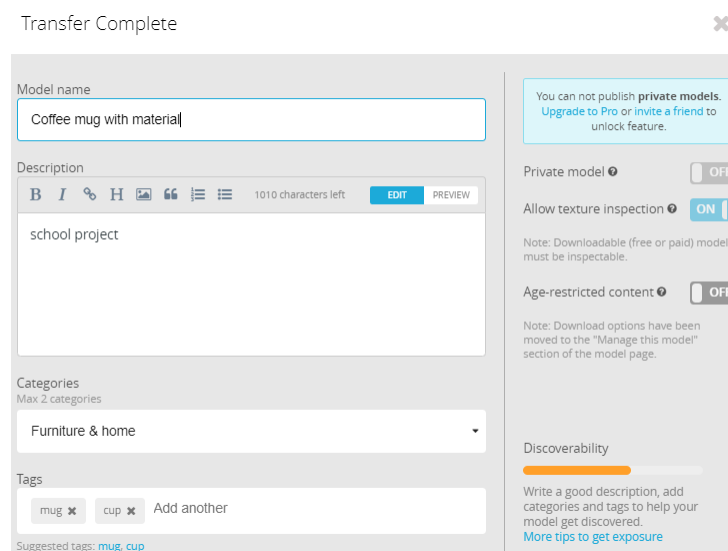 Transfer Complete
Model name
Coffee mug with material
Description
B I H 1010 characters left EDIT PREVIEW
school project
Categories
Max 2 categories
Furniture & home
Tags
mug cup Add another
Suggested tags: mug, cup
You can not publish private models.
Upgrade to Pro or invite a friend to
unlock feature.
Private model OFF
Allow texture inspection ON
Note: Downloadable (free or paid) model
must be inspectable.
Age-restricted content OFF
Note: Download options have been
moved to the "Manage this model"
section of the model page.
Discoverability
Write a good description, add
categories and tags to help your
model get discovered.
More tips to get exposure